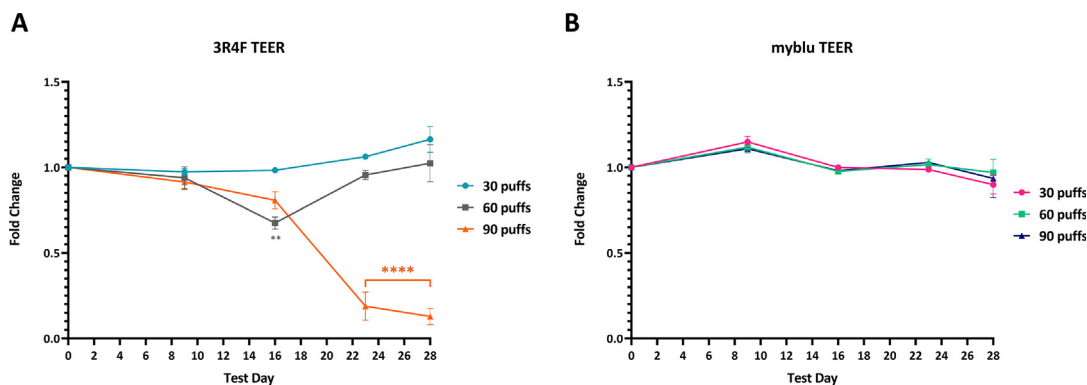 A
3R4F TEER
Fold Change
1.5
1.0
0.5
0.0
0 2 4 6 8 10 12 14 16 18 20 22 24 26 28
Test Day
**
****
30 puffs
60 puffs
90 puffs
B
myblu TEER
Fold Change
1.5
1.0
0.5
0.0
0 2 4 6 8 10 12 14 16 18 20 22 24 26 28
Test Day
30 puffs
60 puffs
90 puffs